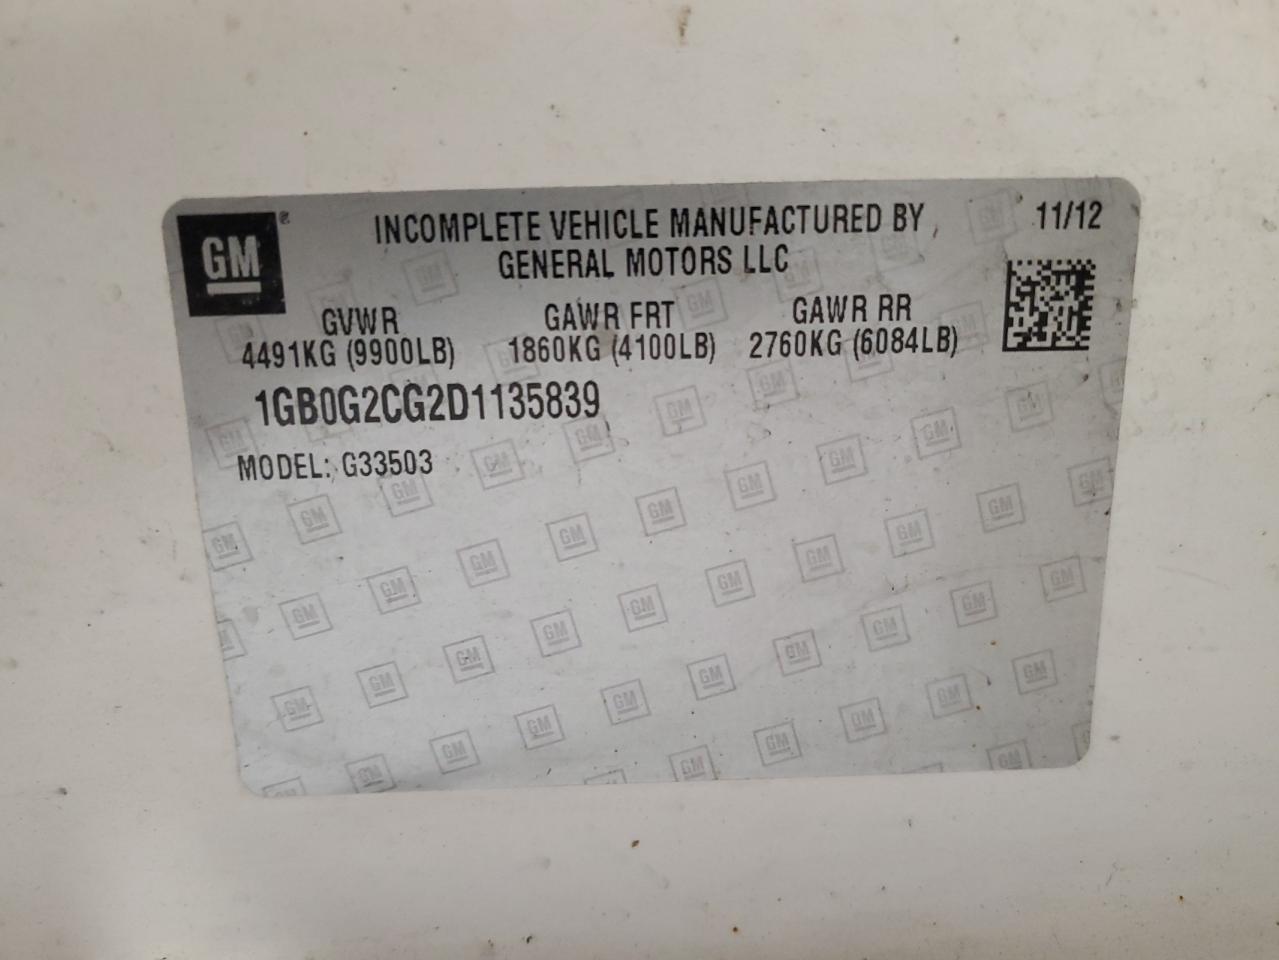 GM®
INCOMPLETE VEHICLE MANUFACTURED BY
GENERAL MOTORS LLC
11/12
GVWR
4491KG (9900LB)
GAWR FRT
1860KG (4100LB)
GAWR RR
2760KG (6084LB)
1GB0G2CG2D1135839
MODEL: G33503